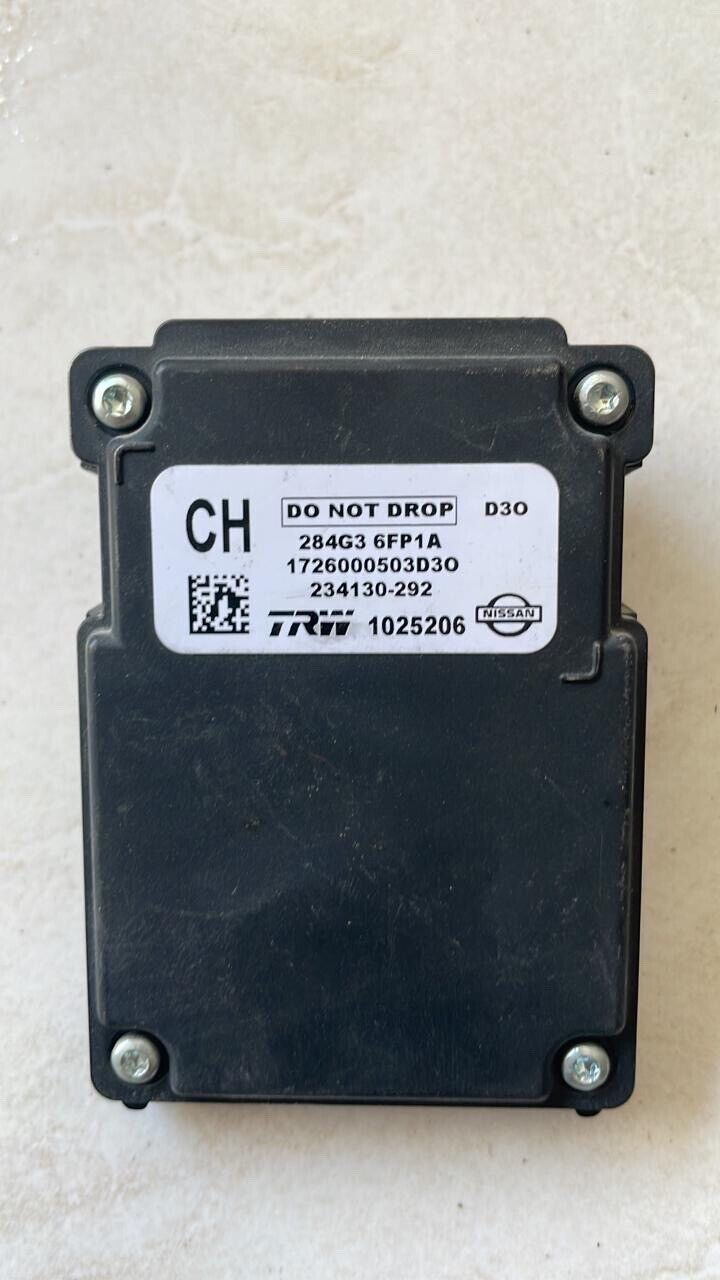 CH
DO NOT DROP
D3O
284G3 6FP1A
1726000503D3O
234130-292
TRW 1025206
NISSAN